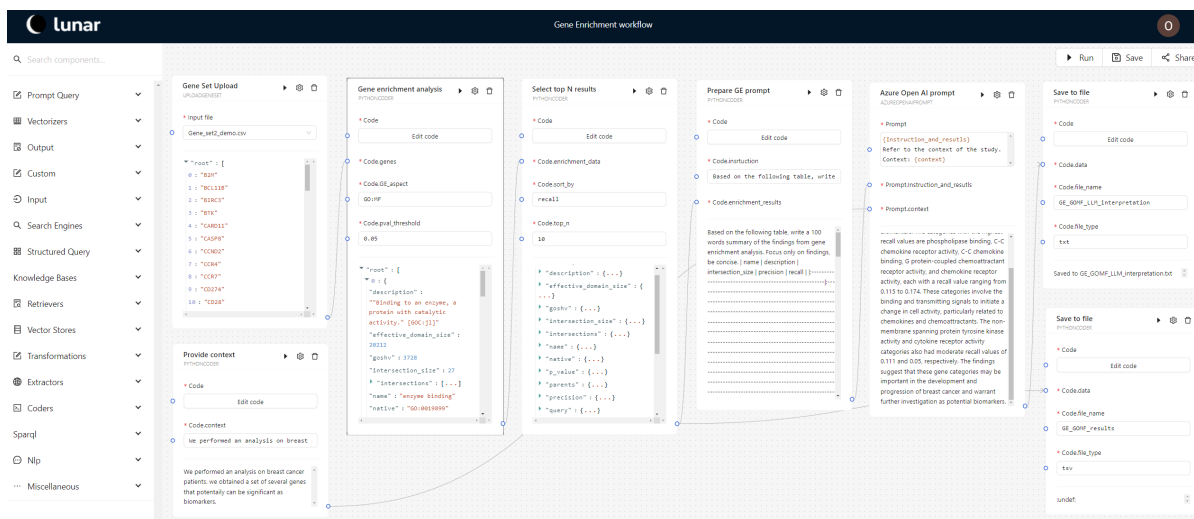 lunar
Gene Enrichment workflow
O
Search components...
Run
Save
Share
Prompt Query
Vectorizers
Output
Custom
Input
Search Engines
Structured Query
Knowledge Bases
Retrievers
Vector Stores
Transformations
Extractors
Coders
Sparql
Nlp
Miscellaneous
Gene Set Upload
UPLOADGENESET
* Input file
Gene_set2_demo.csv
"root" : [
0 : "B2M"
1 : "BCL11B"
2 : "BIRC3"
3 : "BTK"
4 : "CARD11"
5 : "CASP8"
6 : "CCND2"
7 : "CCR4"
8 : "CCR7"
9 : "CD274"
10 : "CD28"
Provide context
PYTHONCODER
* Code
Edit code
* Code.context
We performed an analysis on breast
We performed an analysis on breast cancer
patients. we obtained a set of several genes
that potentaily can be significant as
biomarkers.
Gene enrichment analysis
PYTHONCODER
* Code
Edit code
* Code.genes
* Code.GE_aspect
GO:MF
* Code.pval_threshold
0.05
"root" : [
0 : {
"description" :
""Binding to an enzyme, a
protein with catalytic
activity." [GOC:jl]"
"effective_domain_size" :
20212
"goshv" : 3728
"intersection_size" : 27
"intersections" : [...]
"name" : "enzyme binding"
"native" : "GO:0019899"
Select top N results
PYTHONCODER
* Code
Edit code
* Code.enrichment_data
* Code.sort_by
recall
* Code.top_n
10
"description" : {...}
"effective_domain_size" : {
...}
"goshv" : {...}
"intersection_size" : {...}
"intersections" : {...}
"name" : {...}
"native" : {...}
"p_value" : {...}
"parents" : {...}
"precision" : {...}
"query" : {...}
Prepare GE prompt
PYTHONCODER
* Code
Edit code
* Code.insrtuction
Based on the following table, write
* Code.enrichment_results
Based on the following table, write a 100
words summary of the findings from gene
enrichment analysis. Focus only on findings,
be concise. | name | description |
intersection_size | precision | recall |
Azure Open AI prompt
AZUREOPENAIPROMPT
* Prompt
{Instruction_and_resutls}
Refer to the context of the study.
Context: {context}
* Prompt.Instruction_and_resutls
* Prompt.context
recall values are phospholipase binding, C-C
chemokine receptor activity, C-C chemokine
binding, G protein-coupled chemoattractant
receptor activity, and chemokine receptor
activity, each with a recall value ranging from
0.115 to 0.174. These categories involve the
binding and transmitting signals to initiate a
change in cell activity, particularly related to
chemokines and chemoattractants. The non-
membrane spanning protein tyrosine kinase
activity and cytokine receptor activity
categories also had moderate recall values of
0.111 and 0.05, respectively. The findings
suggest that these gene categories may be
important in the development and
progression of breast cancer and warrant
further investigation as potential biomarkers.
Save to file
PYTHONCODER
* Code
Edit code
* Code.data
* Code.file_name
GE_GOMF_LLM_interpretation
* Code.file_type
txt
Saved to GE_GOMF_LLM_interpretation.txt
Save to file
PYTHONCODER
* Code
Edit code
* Code.data
* Code.file_name
GE_GOMF_results
* Code.file_type
tsv
:undef: